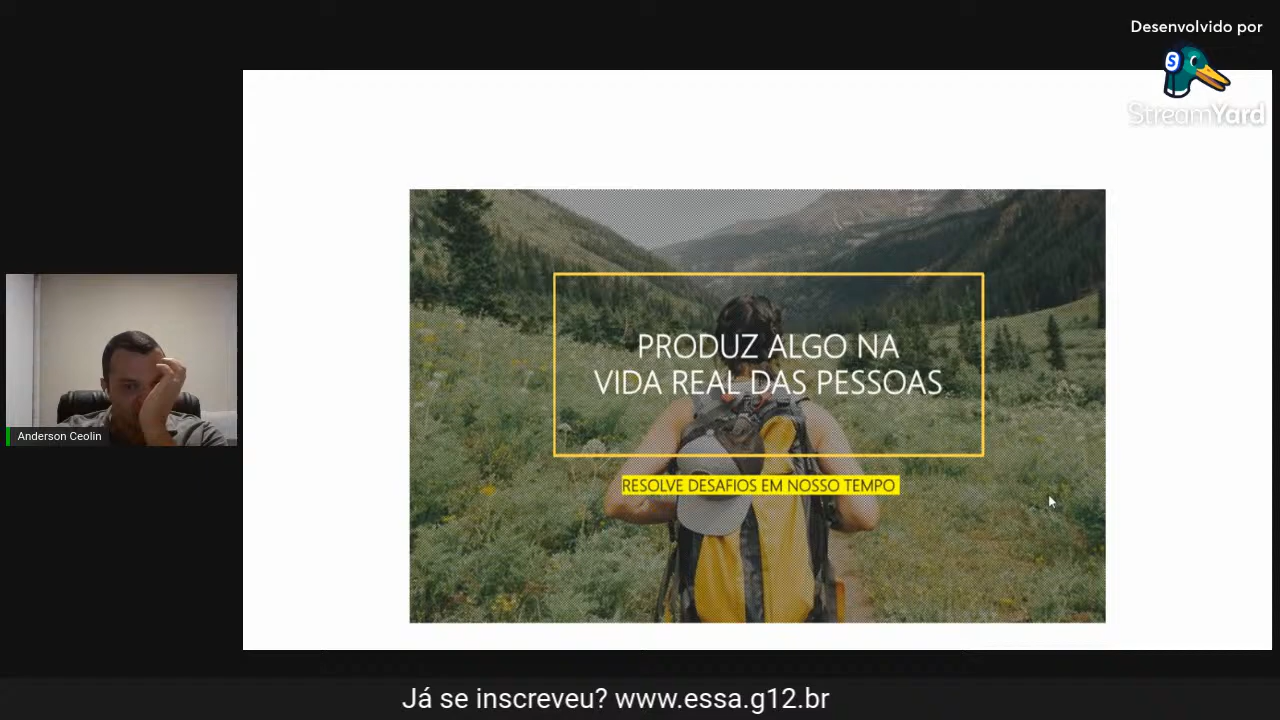 Desenvolvido por
StreamYard
PRODUZ ALGO NA
VIDA REAL DAS PESSOAS
RESOLVE DESAFIOS EM NOSSO TEMPO
Anderson Ceolin
Já se inscreveu? www.essa.g12.br